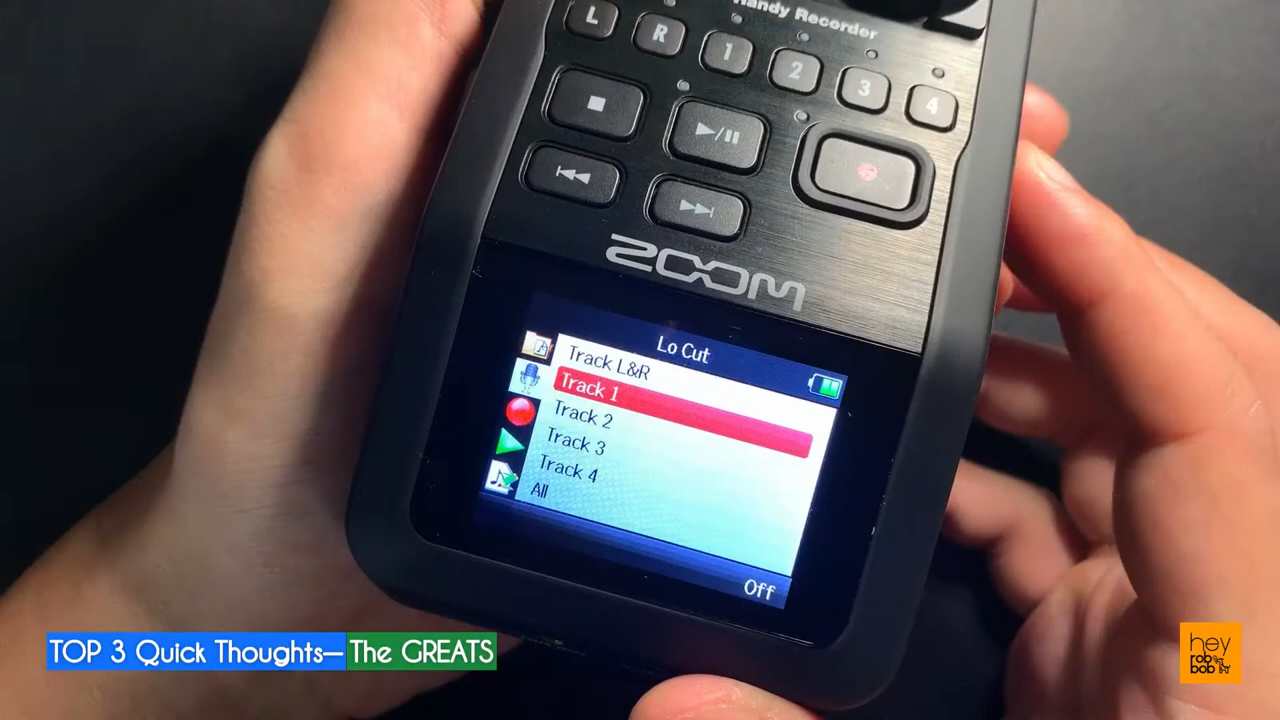 Handy Recorder
L R 1 2 3 4
ZOOM
Lo Cut
Track L&R
Track 1
Track 2
Track 3
Track 4
All
Off
TOP 3 Quick Thoughts—The GREATS
hey
rob
bob